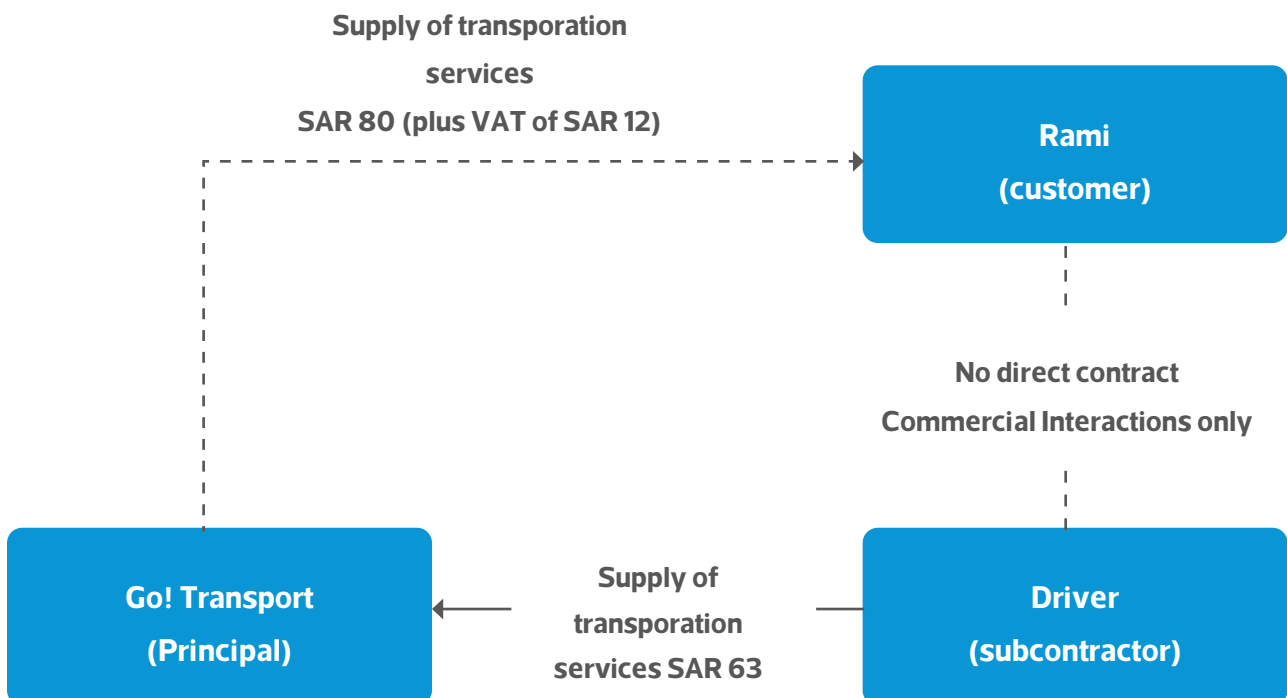 Supply of transporation
services
SAR 80 (plus VAT of SAR 12)
Rami
(customer)
No direct contract
Commercial Interactions only
Go! Transport
(Principal)
Supply of
transporation
services SAR 63
Driver
(subcontractor)